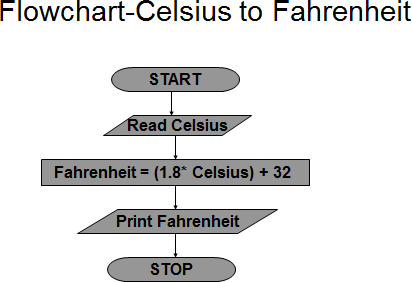 Flowchart-Celsius to Fahrenheit
START
Read Celsius
Fahrenheit = (1.8* Celsius) + 32
Print Fahrenheit
STOP